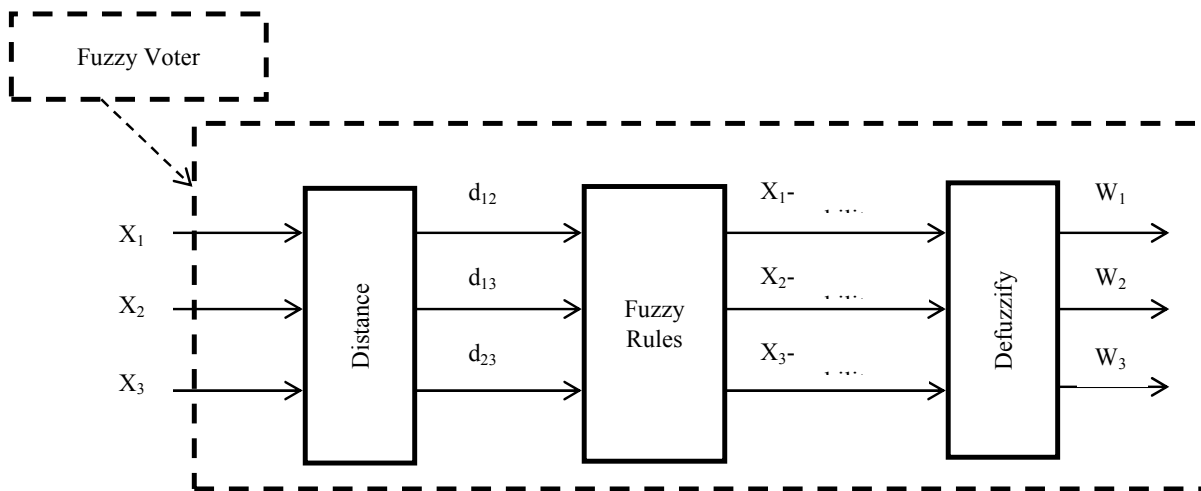 Fuzzy Voter
X₁
X₂
X₃
Distance
d₁₂
d₁₃
d₂₃
Fuzzy
Rules
X₁-
X₂-
X₃-
Defuzzify
W₁
W₂
W₃